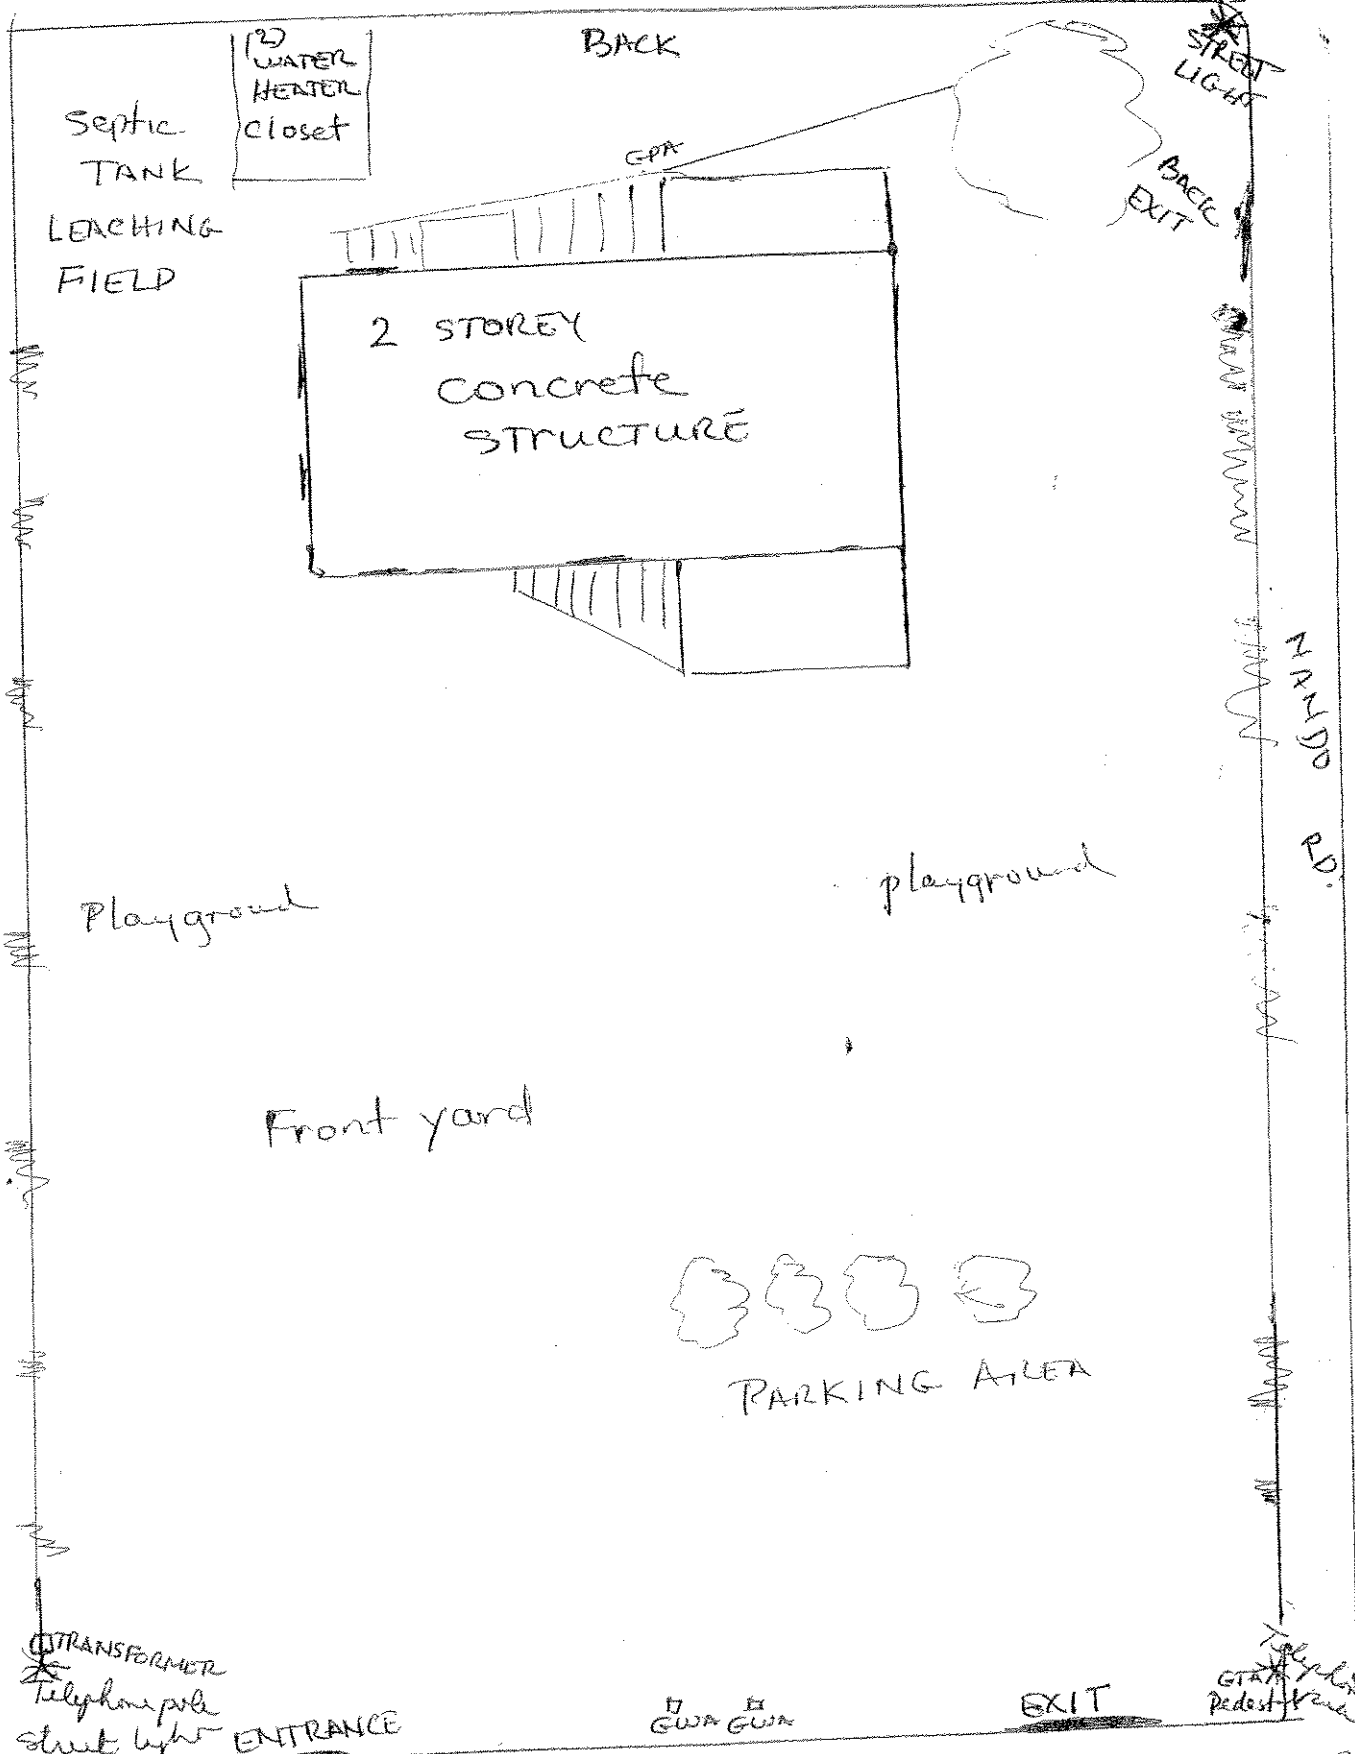 BACK
STREET
LIGHT
(2)
WATER
HEATER
closet
Septic
TANK
LEACHING
FIELD
GPA
BACK
EXIT
2 STOREY
concrete
STRUCTURE
NANDO RD.
Playground
playground
Front yard
PARKING AREA
TRANSFORMER
Telephone pole
street light
ENTRANCE
GWA GWA
EXIT
GTA